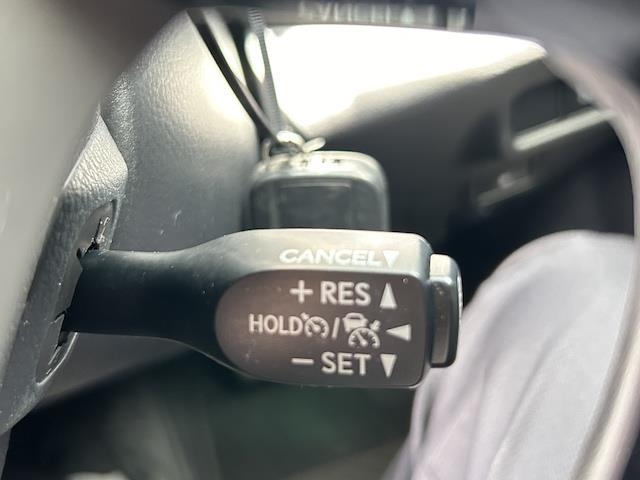 CANCEL▼
+ RES ▲
HOLD / ◀
− SET ▼